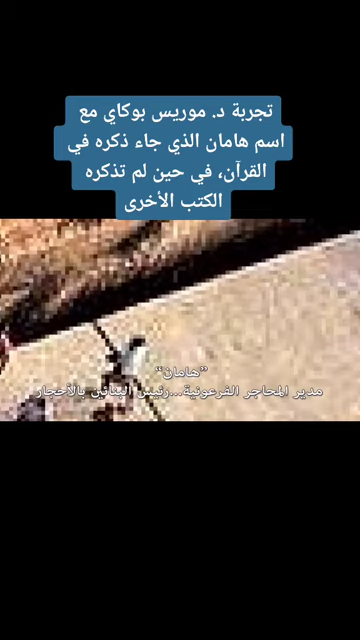 تجربة د. موريس بوكاي مع
اسم هامان الذي جاء ذكره في
القرآن، في حين لم تذكره
الكتب الأخرى
"هامان"
مدير المحاجر الفرعونية...رئيس البنائين بالأحجار